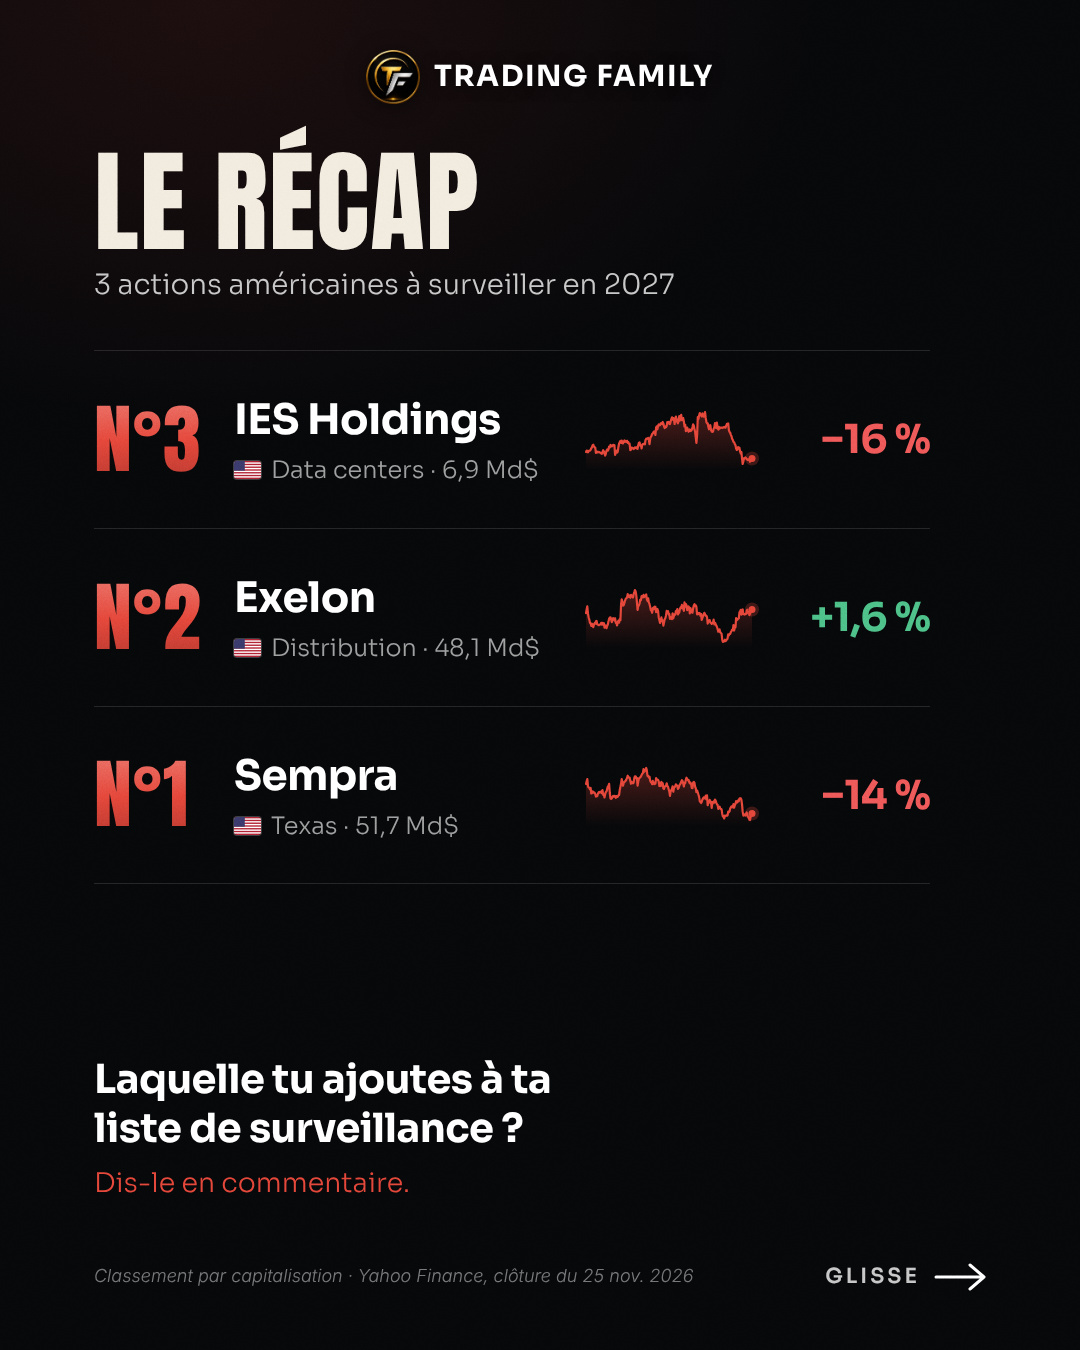 TF TRADING FAMILY
LE RÉCAP
3 actions américaines à surveiller en 2027
N°3 IES Holdings −16 %
Data centers · 6,9 Md$
N°2 Exelon +1,6 %
Distribution · 48,1 Md$
N°1 Sempra −14 %
Texas · 51,7 Md$
Laquelle tu ajoutes à ta
liste de surveillance ?
Dis-le en commentaire.
Classement par capitalisation · Yahoo Finance, clôture du 25 nov. 2026 GLISSE